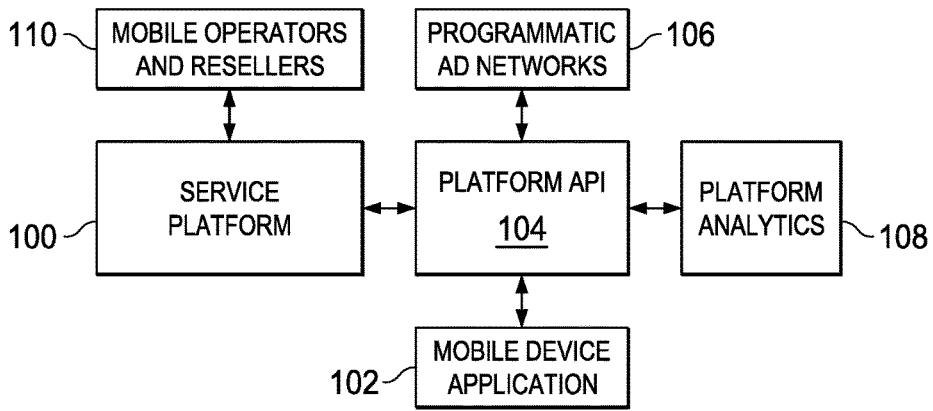 110
MOBILE OPERATORS
AND RESELLERS
PROGRAMMATIC
AD NETWORKS
106
SERVICE
PLATFORM
100
PLATFORM API
104
PLATFORM
ANALYTICS
108
102
MOBILE DEVICE
APPLICATION